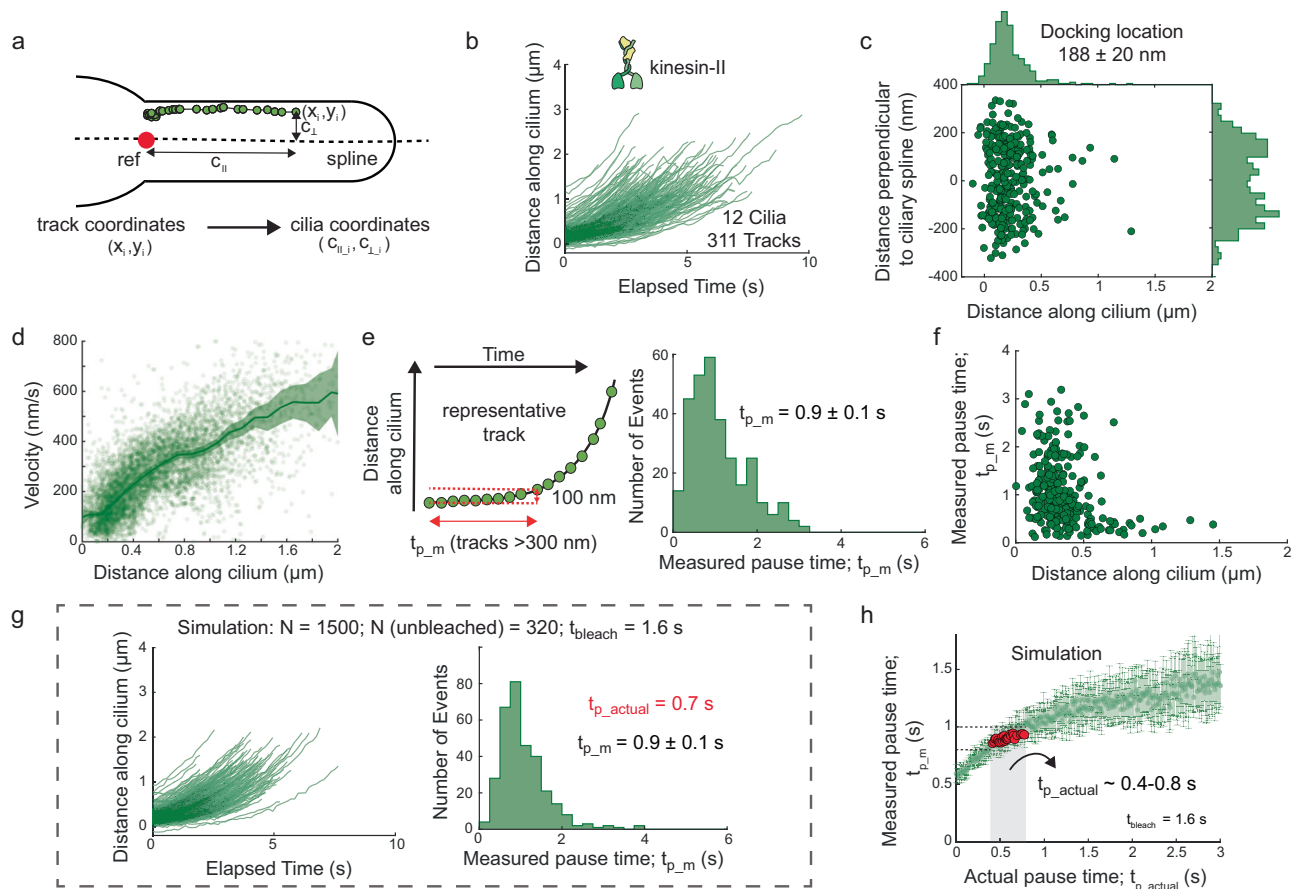 a
(x_i,y_i)
c_⊥
ref
c_||
spline
track coordinates
(x_i,y_i)
cilia coordinates
(c_||_i, c_⊥_i)
b
kinesin-II
Distance along cilium (µm)
4
3
2
1
0
12 Cilia
311 Tracks
0
5
10
Elapsed Time (s)
c
Docking location
188 ± 20 nm
Distance perpendicular
to ciliary spline (nm)
400
200
0
-200
-400
0
0.5
1
1.5
2
Distance along cilium (µm)
d
Velocity (nm/s)
800
600
400
200
0
0
0.4
0.8
1.2
1.6
2
Distance along cilium (µm)
e
Time
Distance
along cilium
representative
track
100 nm
t_p_m (tracks >300 nm)
Number of Events
60
40
20
0
t_p_m = 0.9 ± 0.1 s
0
2
4
6
Measured pause time; t_p_m (s)
f
Measured pause time;
t_p_m (s)
4
3
2
1
0
0
0.5
1
1.5
2
Distance along cilium (µm)
g
Simulation: N = 1500; N (unbleached) = 320; t_bleach = 1.6 s
Distance along cilium (µm)
4
2
0
0
5
10
Elapsed Time (s)
Number of Events
80
60
40
20
0
t_p_actual = 0.7 s
t_p_m = 0.9 ± 0.1 s
0
2
4
6
Measured pause time; t_p_m (s)
h
Measured pause time;
t_p_m (s)
1.5
1
0.5
0
Simulation
t_p_actual ~ 0.4-0.8 s
t_bleach = 1.6 s
0
0.5
1
1.5
2
2.5
3
Actual pause time; t_p_actual (s)